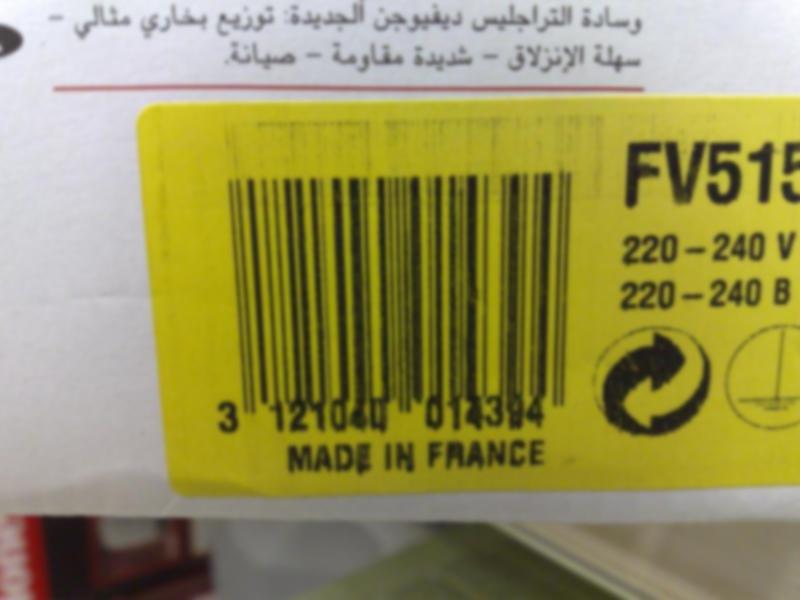 وسادة التراجليس ديفيوجن الجديدة: توزيع بخاري مثالي –
سهلة الإنزلاق – شديدة مقاومة – صيانة.
FV515
220 – 240 V
220 – 240 B
3 121040 014394
MADE IN FRANCE